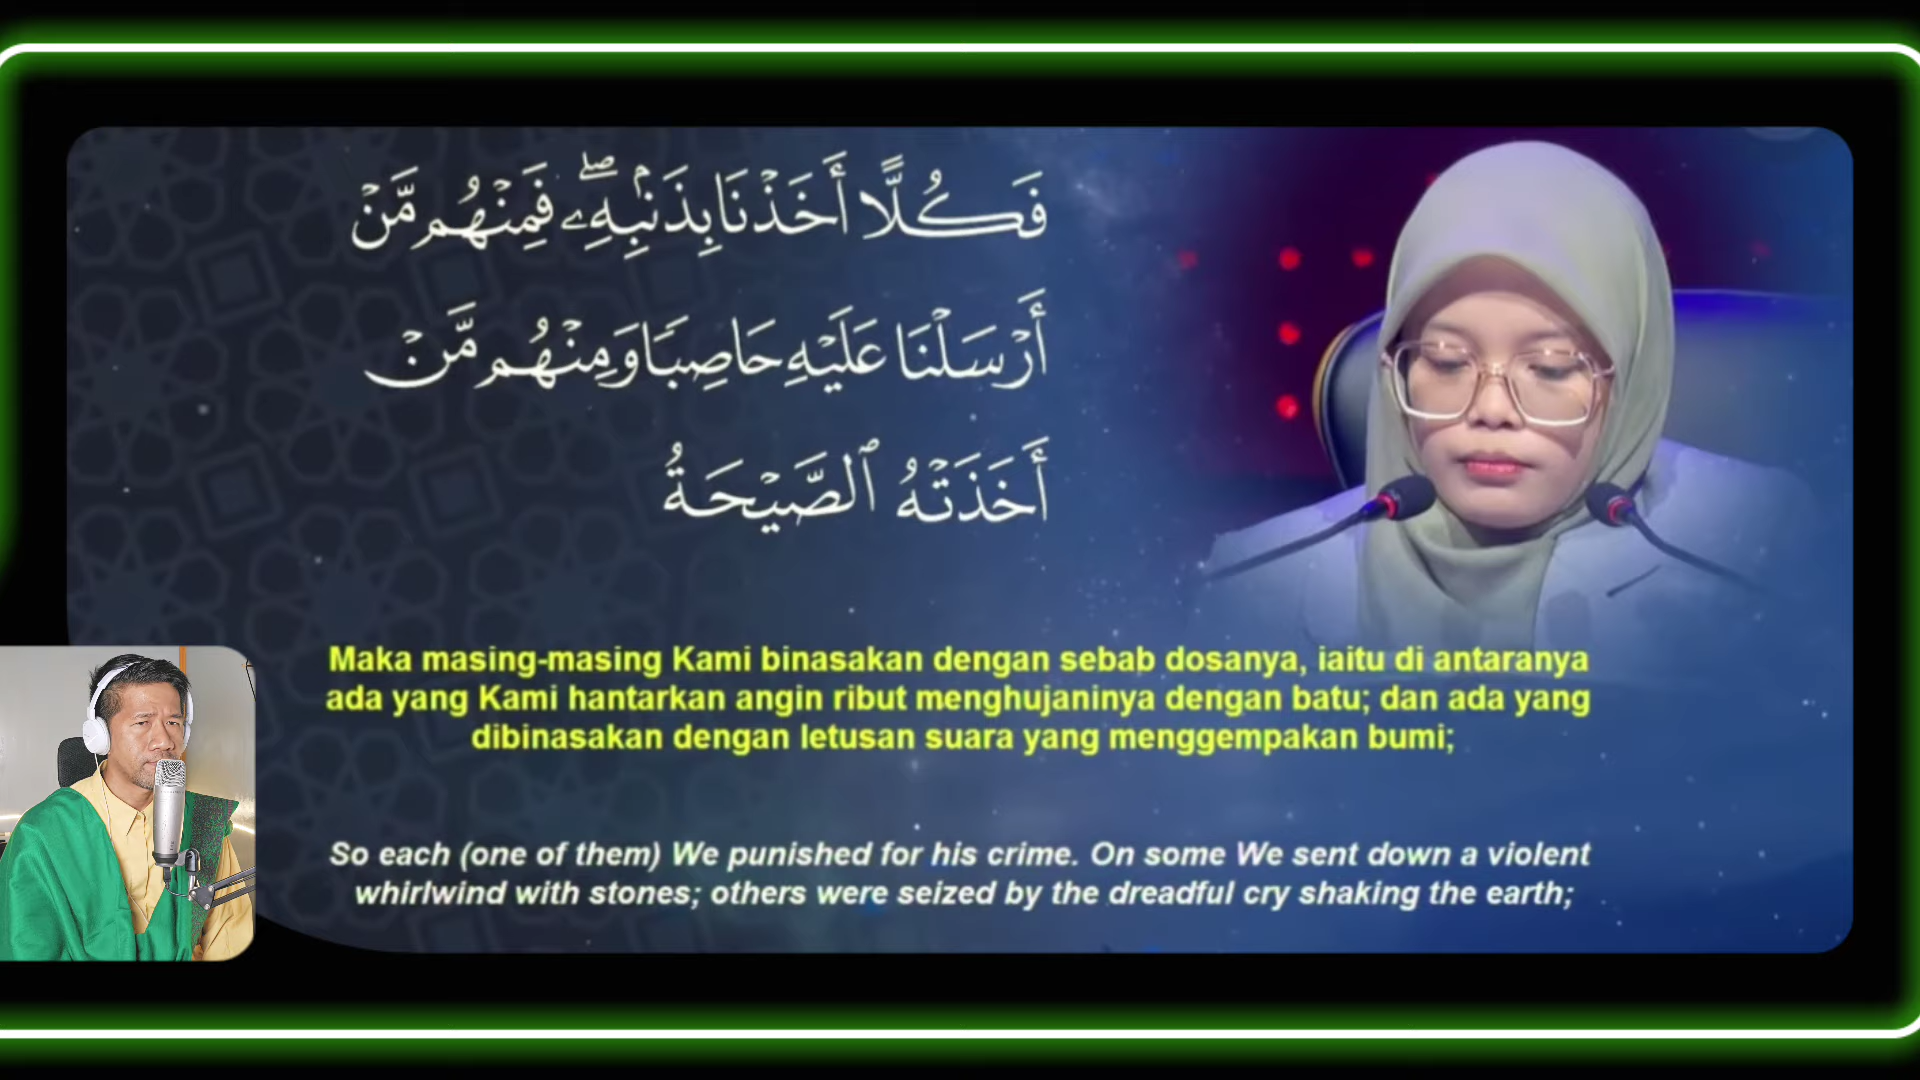 فَكُلًّا أَخَذْنَا بِذَنۢبِهِۦۖ فَمِنْهُم مَّنْ
أَرْسَلْنَا عَلَيْهِ حَاصِبًا وَمِنْهُم مَّنْ
أَخَذَتْهُ ٱلصَّيْحَةُ
Maka masing-masing Kami binasakan dengan sebab dosanya, iaitu di antaranya
ada yang Kami hantarkan angin ribut menghujaninya dengan batu; dan ada yang
dibinasakan dengan letusan suara yang menggempakan bumi;
So each (one of them) We punished for his crime. On some We sent down a violent
whirlwind with stones; others were seized by the dreadful cry shaking the earth;